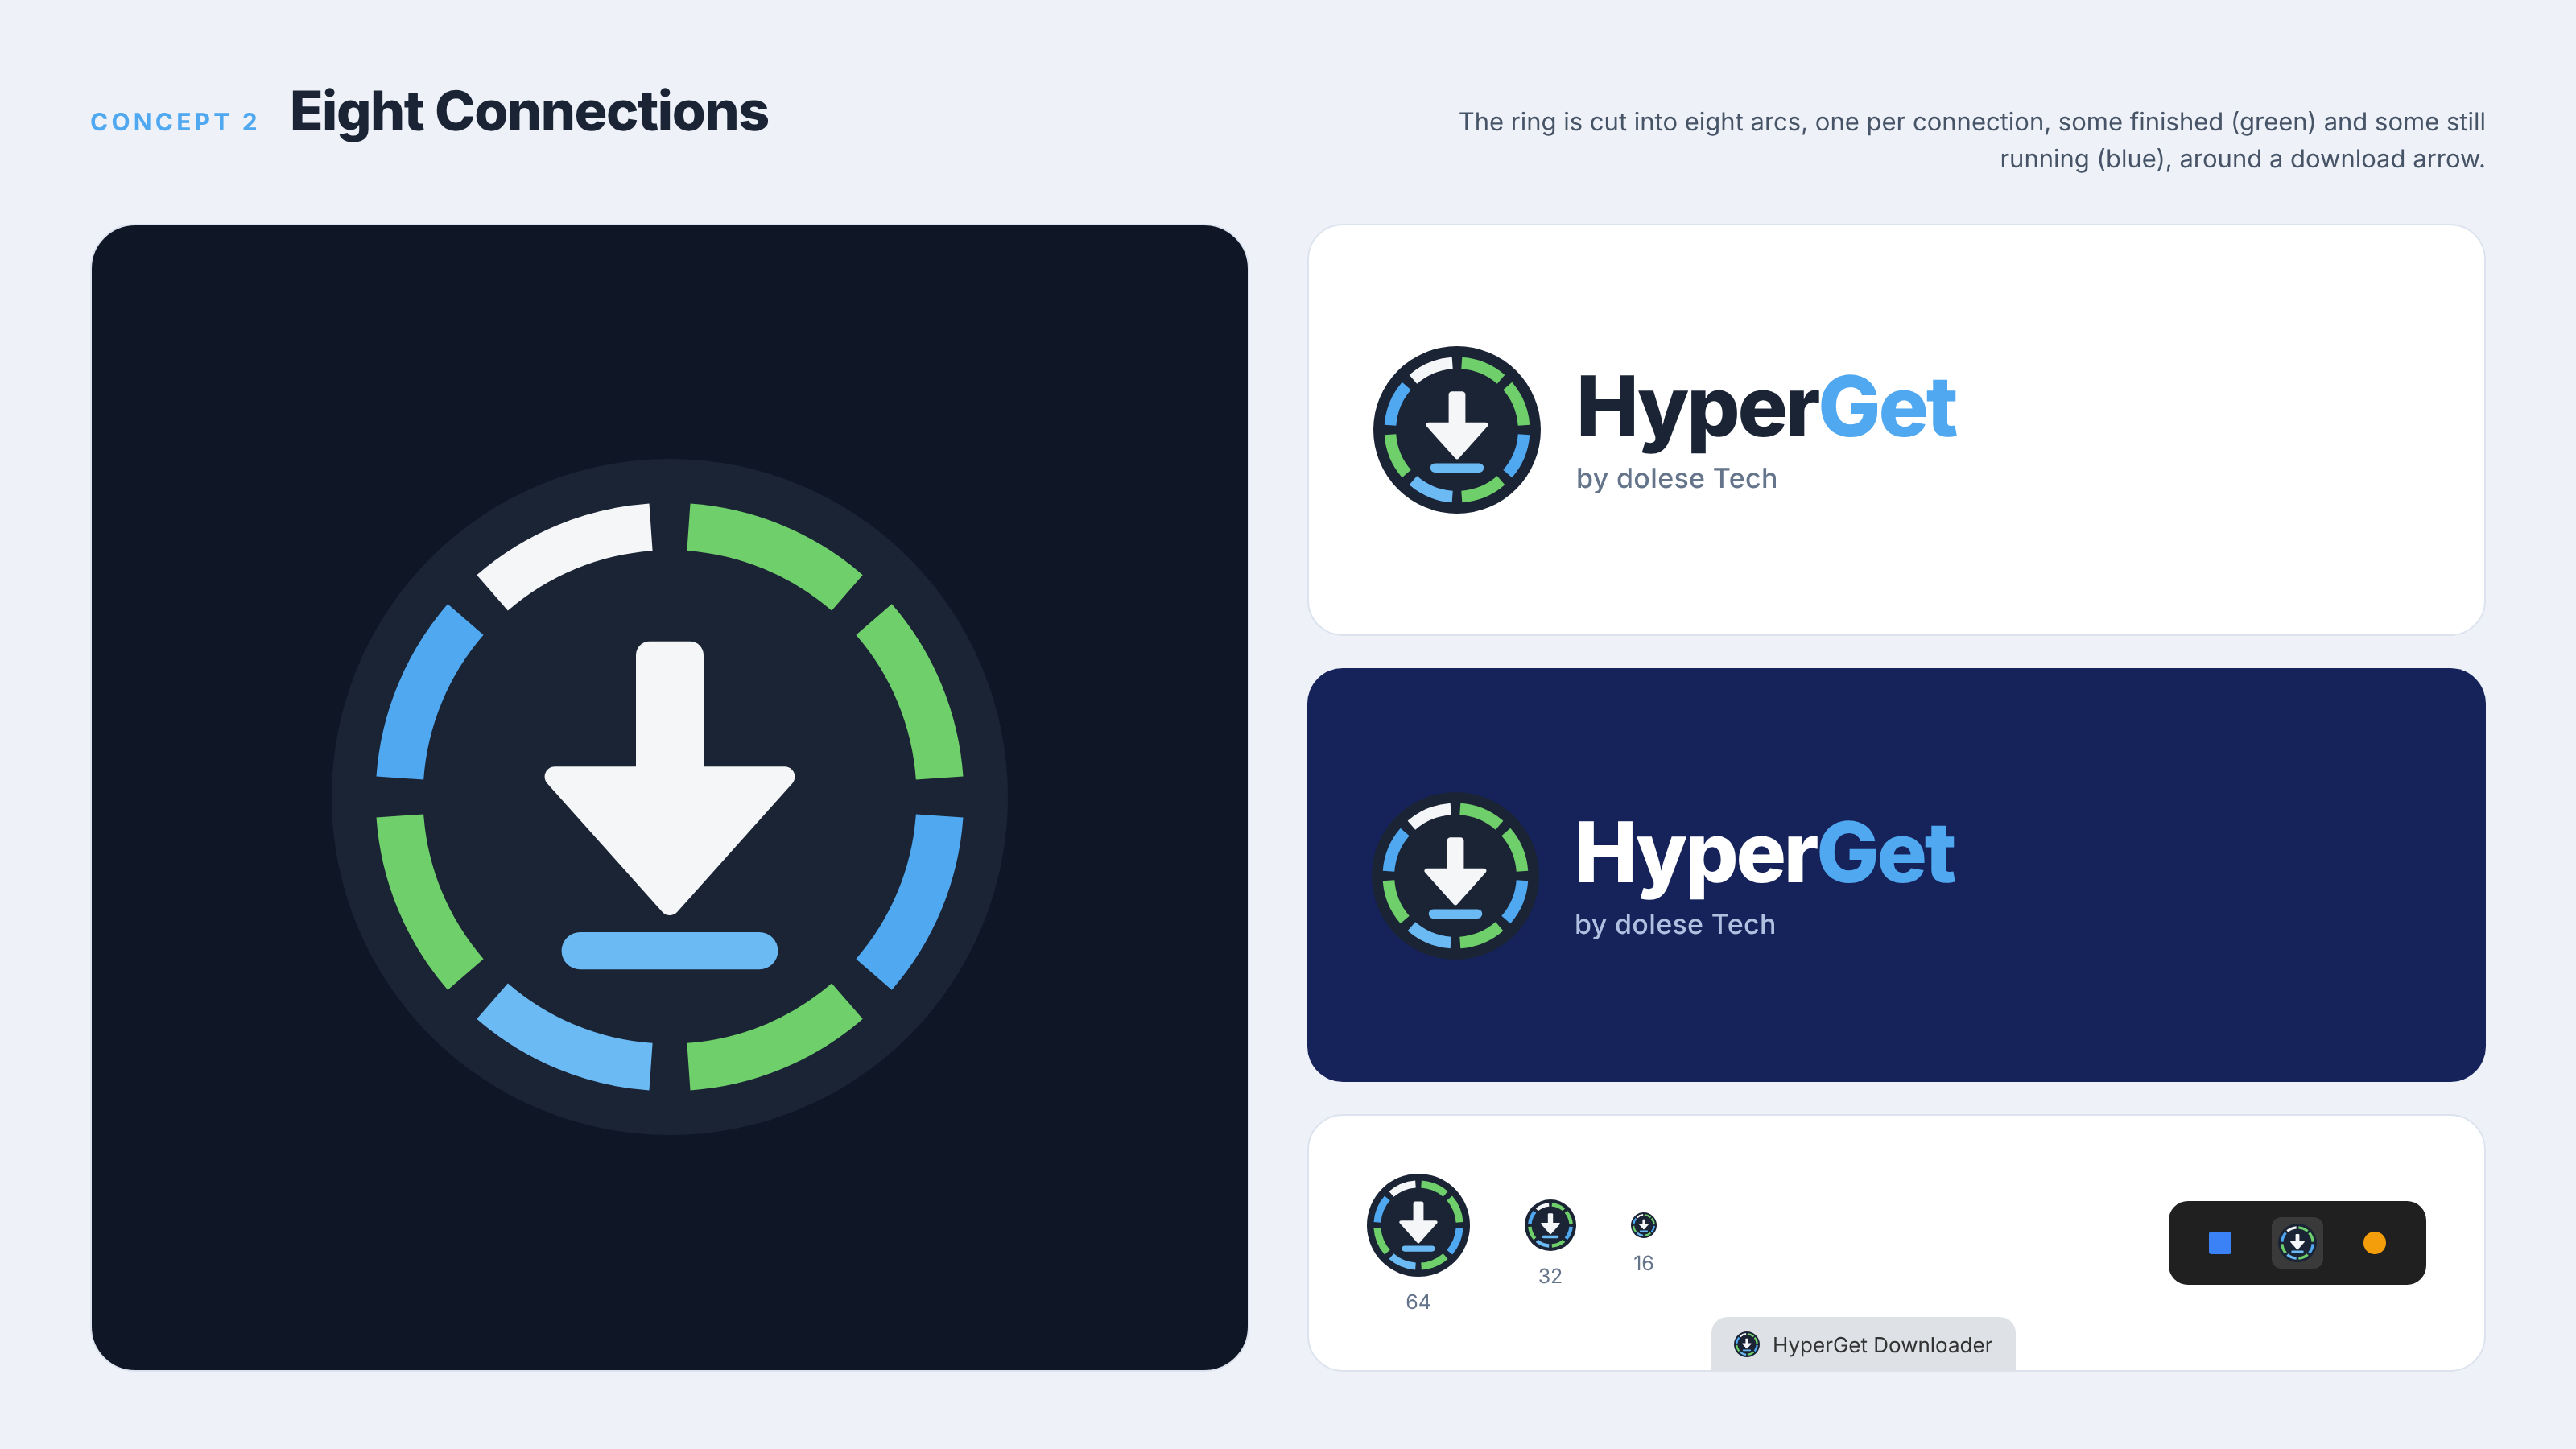 CONCEPT 2 Eight Connections
The ring is cut into eight arcs, one per connection, some finished (green) and some still
running (blue), around a download arrow.
HyperGet
by dolese Tech
HyperGet
by dolese Tech
64
32
16
HyperGet Downloader